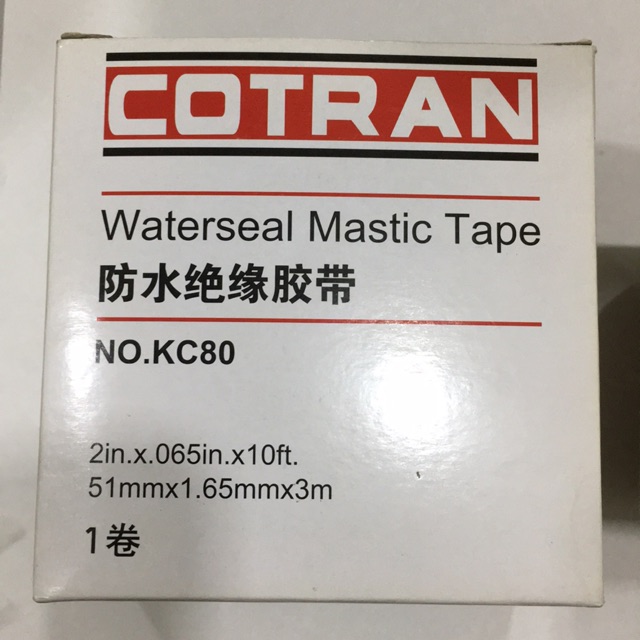 COTRAN
Waterseal Mastic Tape
防水绝缘胶带
NO.KC80
2in.x.065in.x10ft.
51mmx1.65mmx3m
1卷